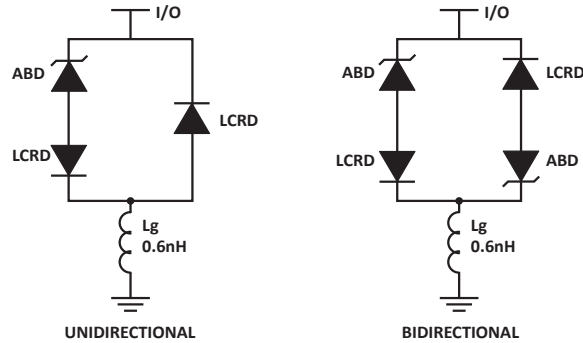 I/O
ABD
LCRD
LCRD
Lg
0.6nH
UNIDIRECTIONAL
I/O
ABD
LCRD
LCRD
ABD
Lg
0.6nH
BIDIRECTIONAL